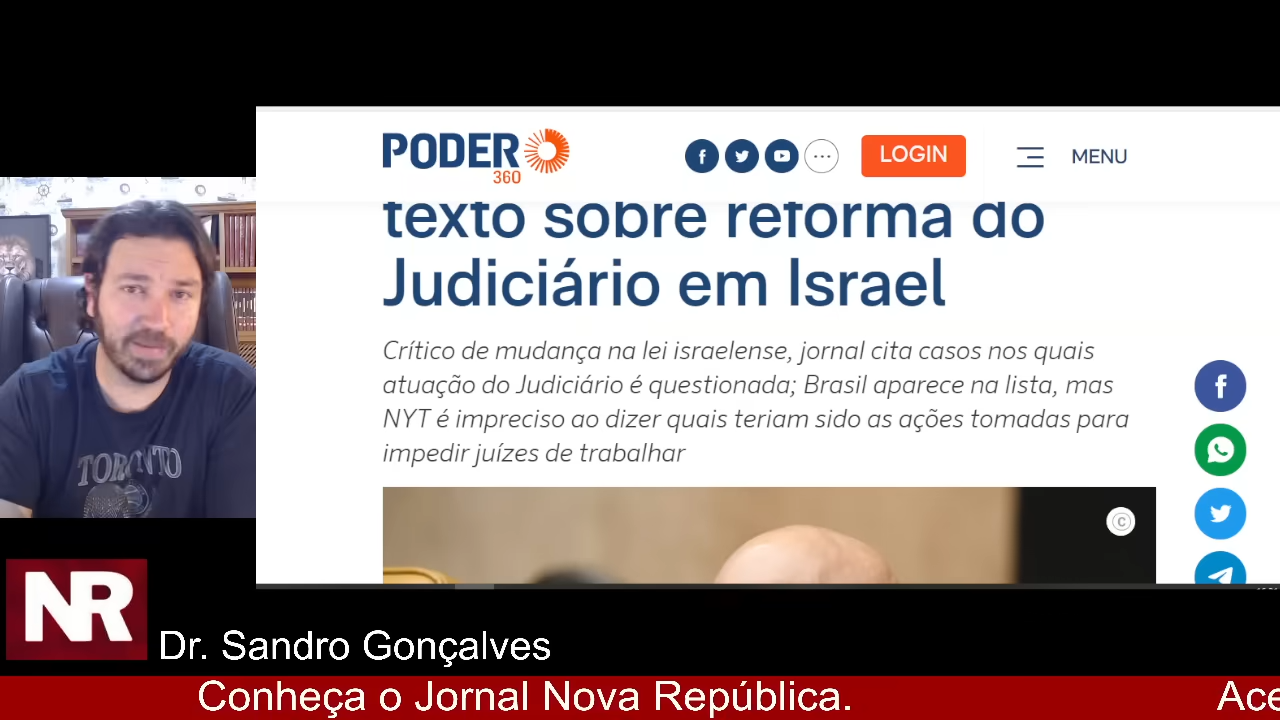 PODER
360
LOGIN
MENU
texto sobre reforma do
Judiciário em Israel
Crítico de mudança na lei israelense, jornal cita casos nos quais
atuação do Judiciário é questionada; Brasil aparece na lista, mas
NYT é impreciso ao dizer quais teriam sido as ações tomadas para
impedir juízes de trabalhar
©
TORONTO
NR
Dr. Sandro Gonçalves
Conheça o Jornal Nova República.
Ace